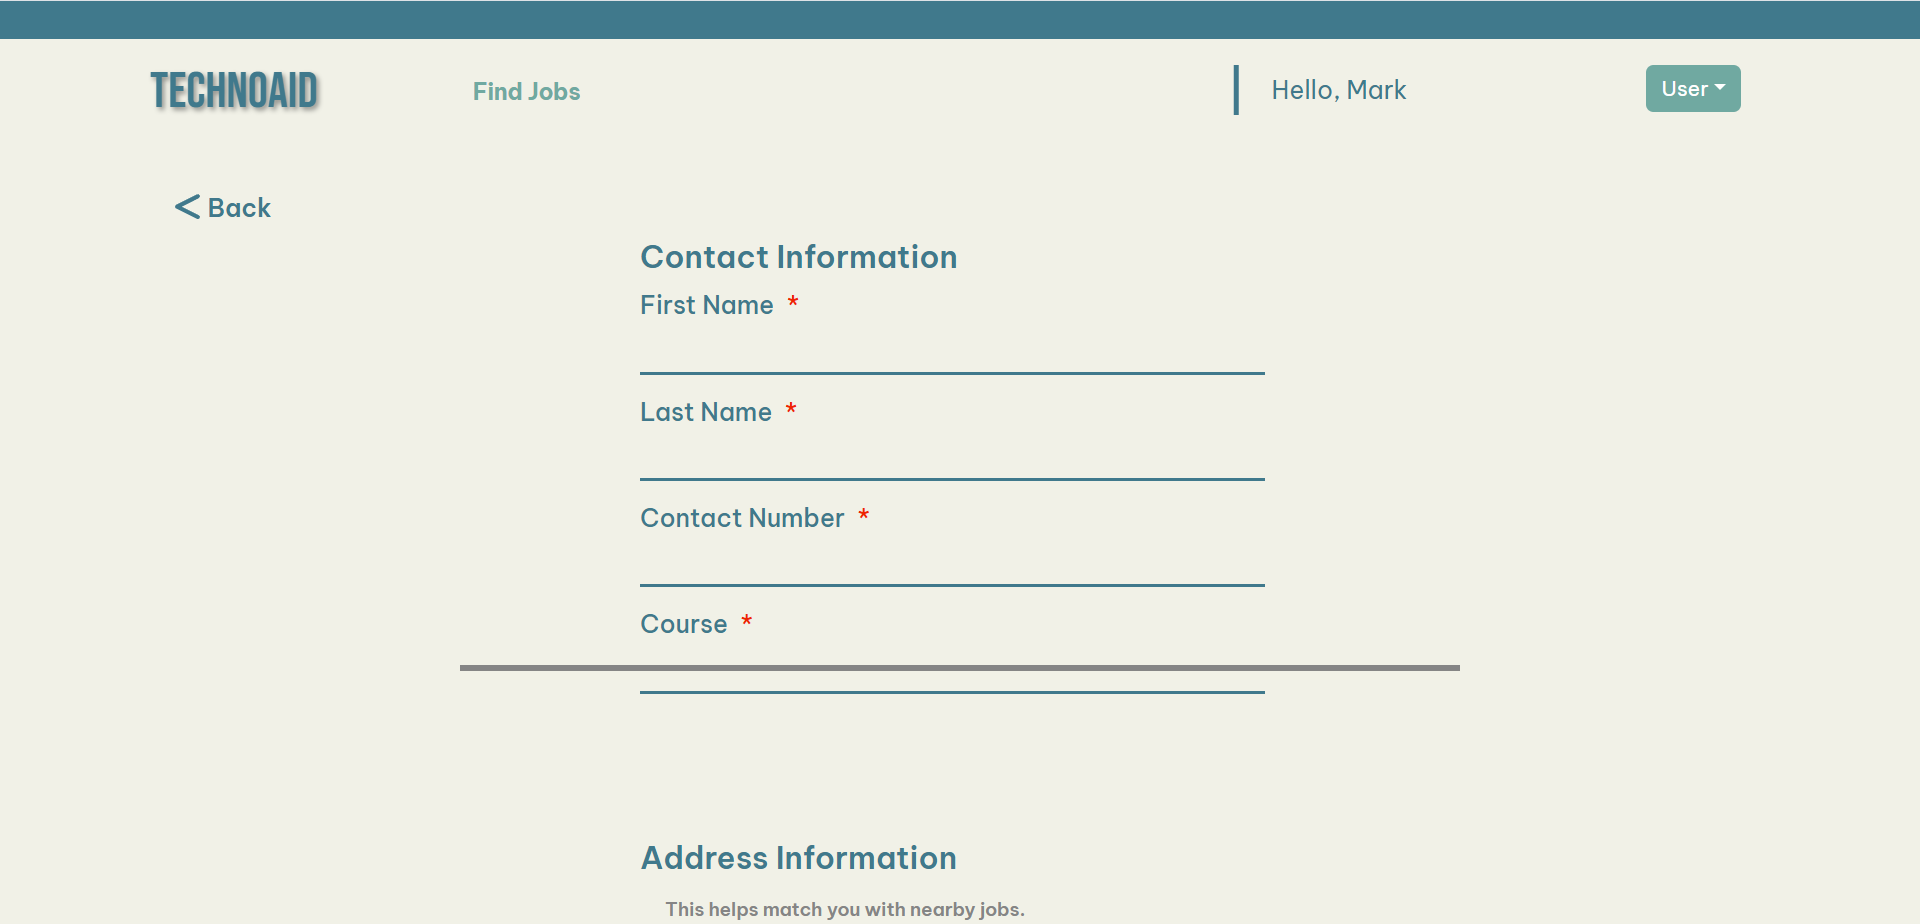 TECHNOAID
Find Jobs
Hello, Mark
User
< Back
Contact Information
First Name *
Last Name *
Contact Number *
Course *
Address Information
This helps match you with nearby jobs.